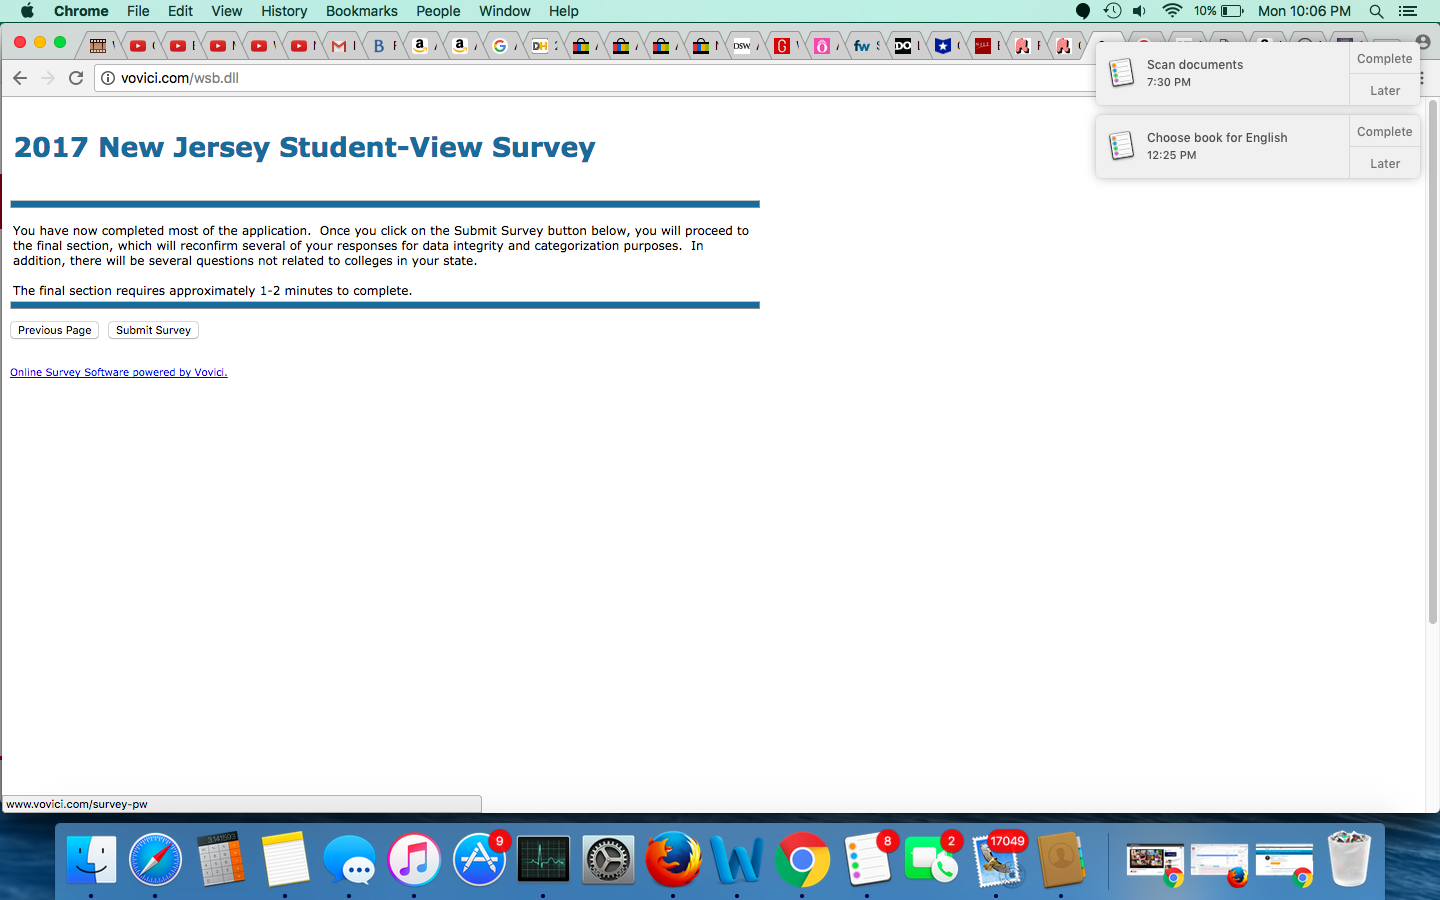 Chrome File Edit View History Bookmarks People Window Help 10% Mon 10:06 PM
vovici.com/wsb.dll
Scan documents
7:30 PM
Complete
Later
Choose book for English
12:25 PM
Complete
Later
2017 New Jersey Student-View Survey
You have now completed most of the application. Once you click on the Submit Survey button below, you will proceed to
the final section, which will reconfirm several of your responses for data integrity and categorization purposes. In
addition, there will be several questions not related to colleges in your state.
The final section requires approximately 1-2 minutes to complete.
Previous Page Submit Survey
Online Survey Software powered by Vovici.
www.vovici.com/survey-pw
9 8 2 17049